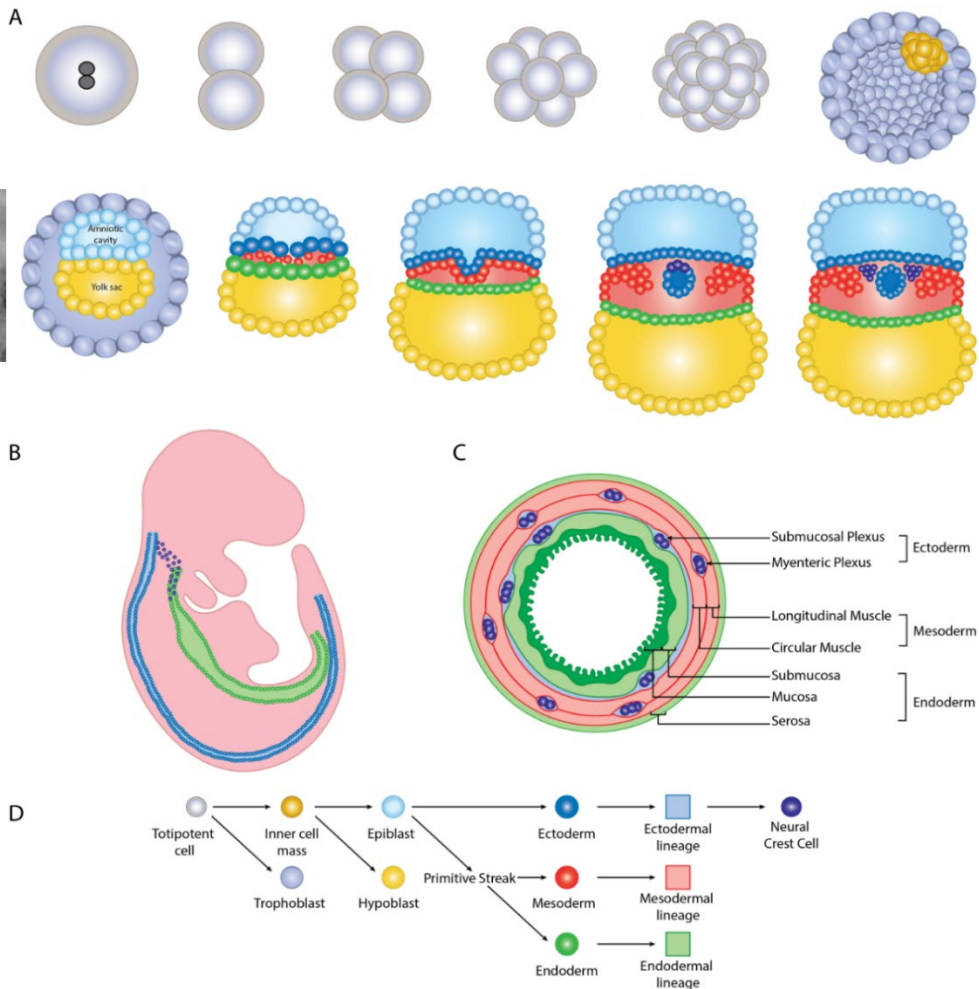 A
Amniotic
cavity
Yolk sac
B
C
Submucosal Plexus
Myenteric Plexus
Ectoderm
Longitudinal Muscle
Circular Muscle
Mesoderm
Submucosa
Mucosa
Serosa
Endoderm
D
Totipotent
cell
Inner cell
mass
Epiblast
Ectoderm
Ectodermal
lineage
Neural
Crest Cell
Trophoblast
Hypoblast
Primitive Streak
Mesoderm
Mesodermal
lineage
Endoderm
Endodermal
lineage